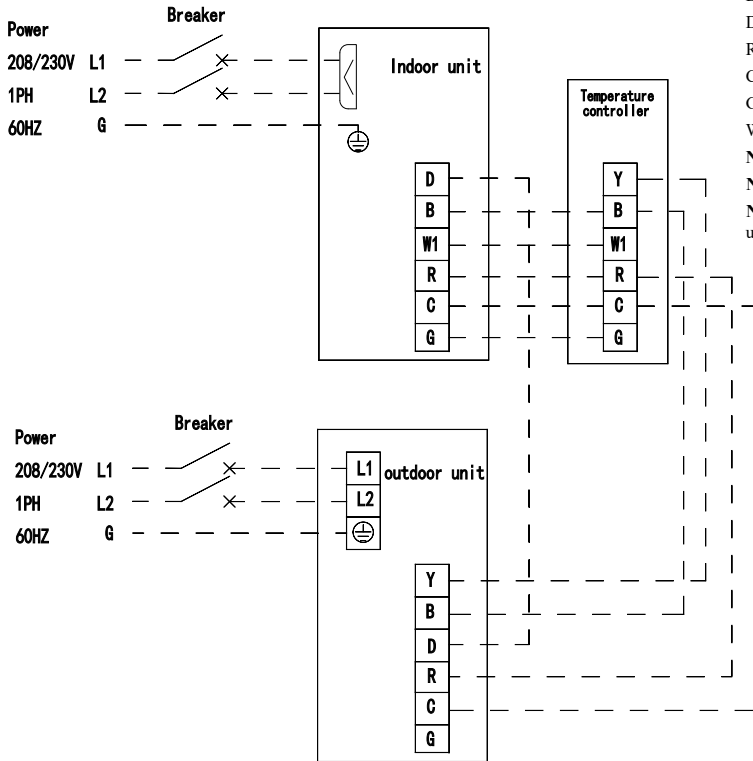 Breaker
Power
208/230V L1
1PH L2
60HZ G
Indoor unit
D
B
W1
R
C
G
Temperature
controller
Y
B
W1
R
C
G
D
R
C
C
W
N
N
N
u
Breaker
Power
208/230V L1
1PH L2
60HZ G
outdoor unit
L1
L2
Y
B
D
R
C
G